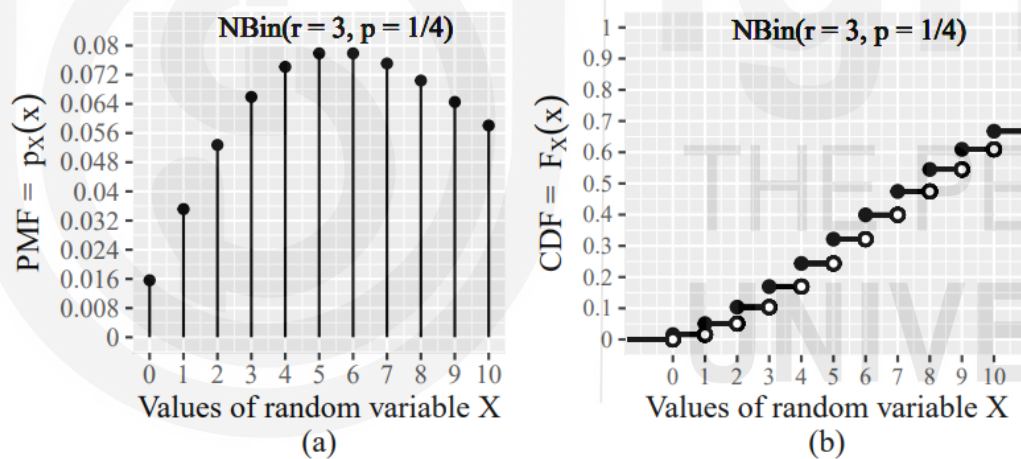 NBin(r = 3, p = 1/4)
PMF = pX(x)
0.08
0.072
0.064
0.056
0.048
0.04
0.032
0.024
0.016
0.008
0
0 1 2 3 4 5 6 7 8 9 10
Values of random variable X
(a)
NBin(r = 3, p = 1/4)
CDF = FX(x)
1
0.9
0.8
0.7
0.6
0.5
0.4
0.3
0.2
0.1
0
0 1 2 3 4 5 6 7 8 9 10
Values of random variable X
(b)
THE PE
UNIVE